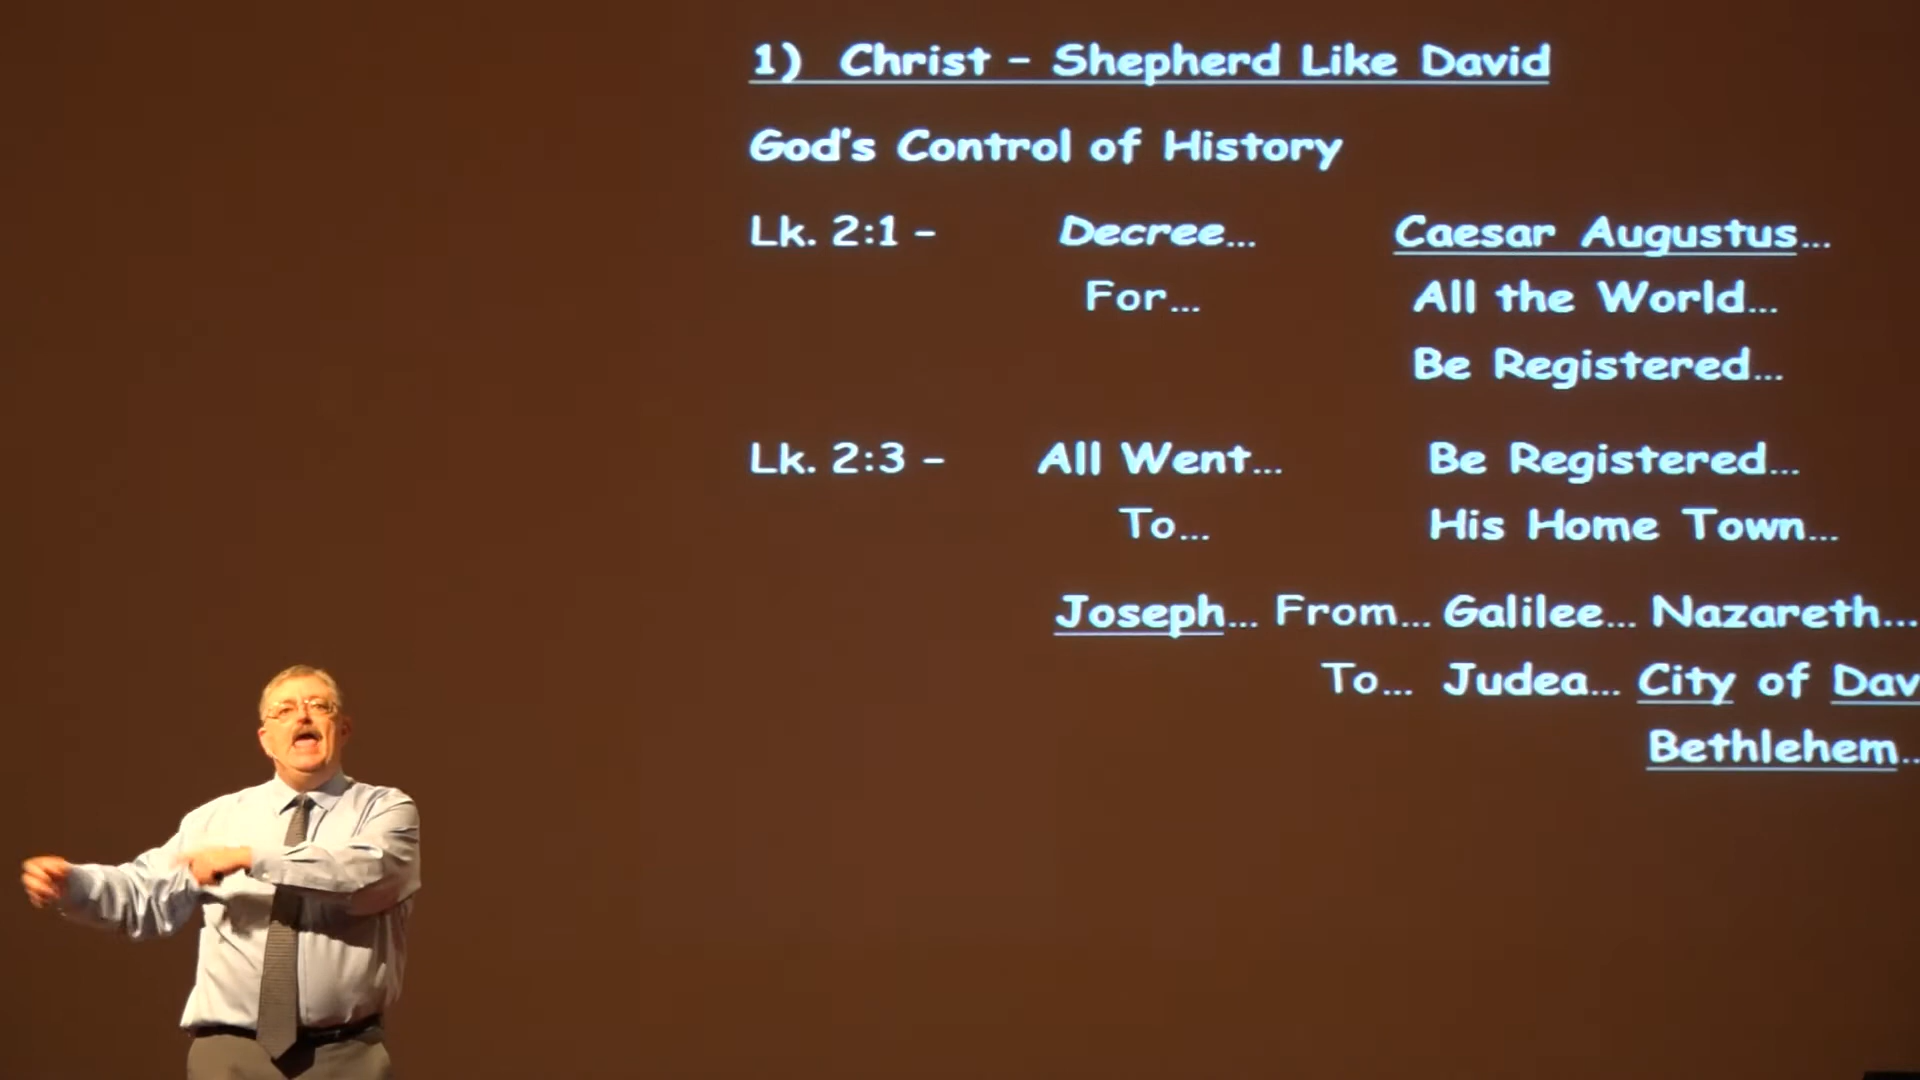 1) Christ – Shepherd Like David
God's Control of History
Lk. 2:1 – Decree... Caesar Augustus...
For... All the World...
Be Registered...
Lk. 2:3 – All Went... Be Registered...
To... His Home Town...
Joseph... From... Galilee... Nazareth...
To... Judea... City of Dav
Bethlehem..